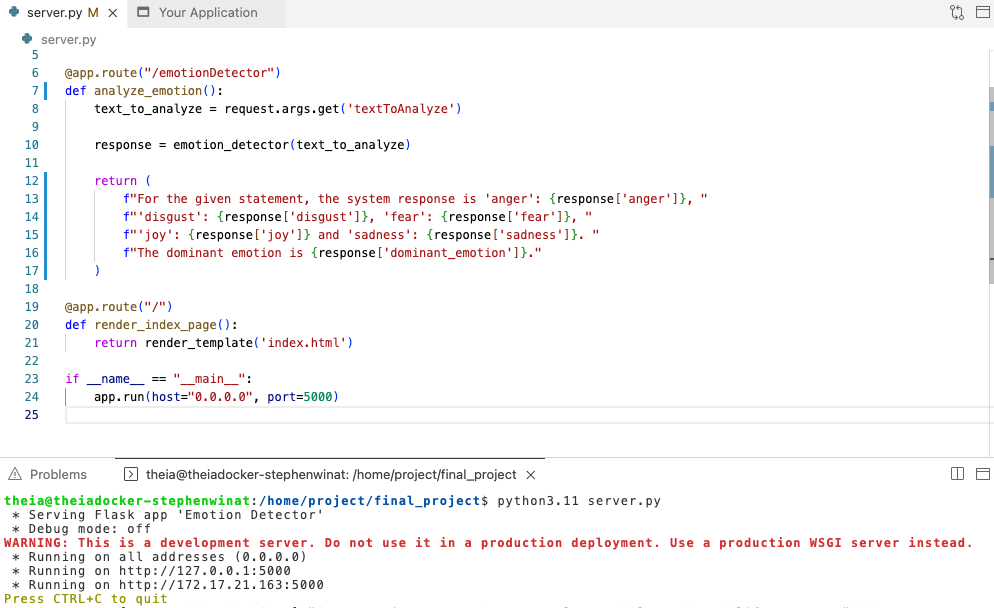 server.py M
Your Application
server.py
5
6 @app.route("/emotionDetector")
7 def analyze_emotion():
8 text_to_analyze = request.args.get('textToAnalyze')
9
10 response = emotion_detector(text_to_analyze)
11
12 return (
13 f"For the given statement, the system response is 'anger': {response['anger']}, "
14 f"'disgust': {response['disgust']}, 'fear': {response['fear']}, "
15 f"'joy': {response['joy']} and 'sadness': {response['sadness']}. "
16 f"The dominant emotion is {response['dominant_emotion']}."
17 )
18
19 @app.route("/")
20 def render_index_page():
21 return render_template('index.html')
22
23 if __name__ == "__main__":
24 app.run(host="0.0.0.0", port=5000)
25
Problems
theia@theiadocker-stephenwinat: /home/project/final_project
theia@theiadocker-stephenwinat:/home/project/final_project$ python3.11 server.py
* Serving Flask app 'Emotion Detector'
* Debug mode: off
WARNING: This is a development server. Do not use it in a production deployment. Use a production WSGI server instead.
* Running on all addresses (0.0.0.0)
* Running on http://127.0.0.1:5000
* Running on http://172.17.21.163:5000
Press CTRL+C to quit